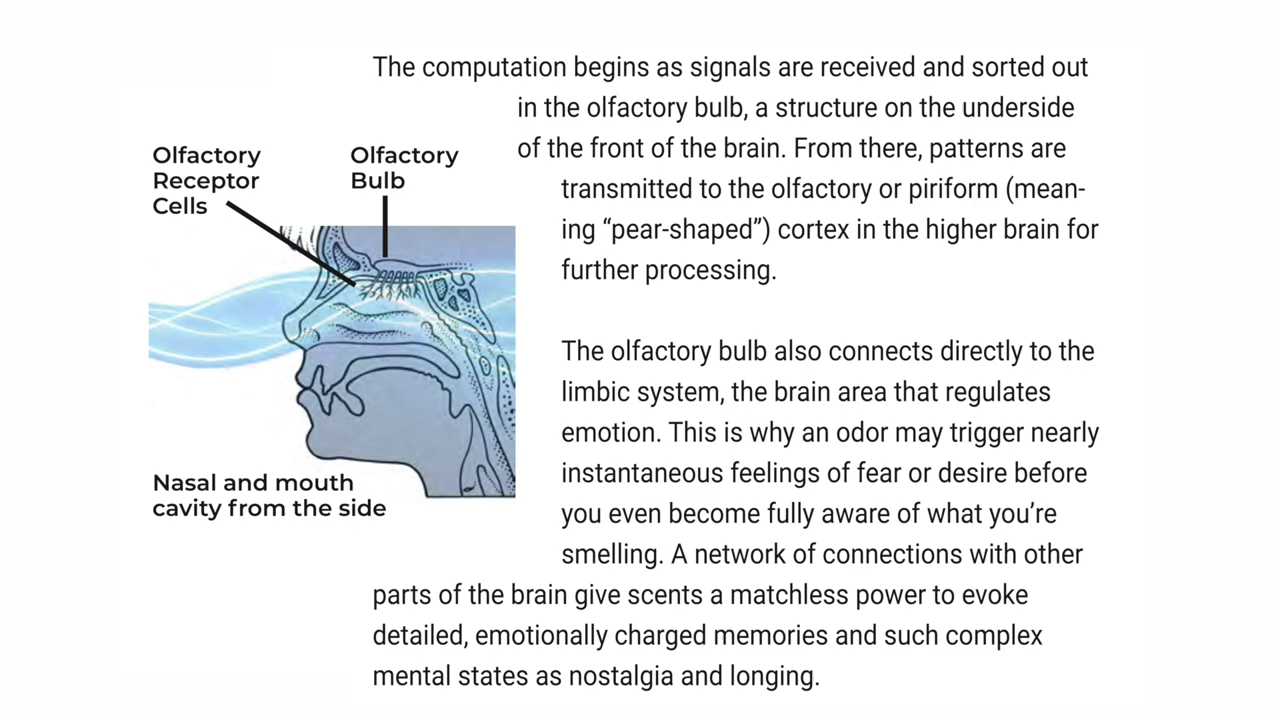 The computation begins as signals are received and sorted out
in the olfactory bulb, a structure on the underside
of the front of the brain. From there, patterns are
transmitted to the olfactory or piriform (mean-
ing “pear-shaped”) cortex in the higher brain for
further processing.
The olfactory bulb also connects directly to the
limbic system, the brain area that regulates
emotion. This is why an odor may trigger nearly
instantaneous feelings of fear or desire before
you even become fully aware of what you’re
smelling. A network of connections with other
parts of the brain give scents a matchless power to evoke
detailed, emotionally charged memories and such complex
mental states as nostalgia and longing.
Olfactory
Receptor
Cells
Olfactory
Bulb
Nasal and mouth
cavity from the side